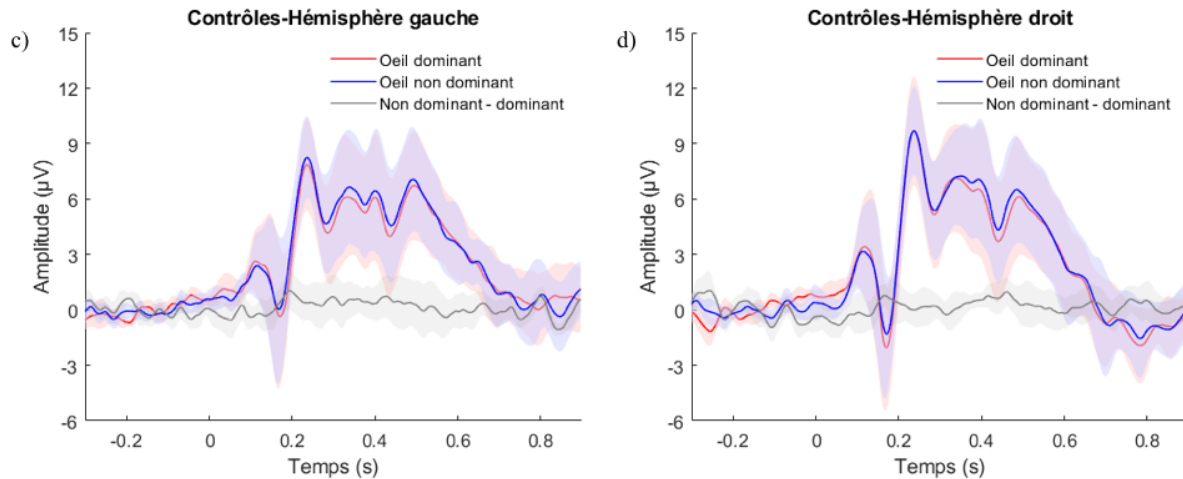 c)
Contrôles-Hémisphère gauche
15
12
9
6
3
0
-3
-6
Amplitude (µV)
Oeil dominant
Oeil non dominant
Non dominant - dominant
-0.2
0
0.2
0.4
0.6
0.8
Temps (s)
d)
Contrôles-Hémisphère droit
15
12
9
6
3
0
-3
-6
Amplitude (µV)
Oeil dominant
Oeil non dominant
Non dominant - dominant
-0.2
0
0.2
0.4
0.6
0.8
Temps (s)